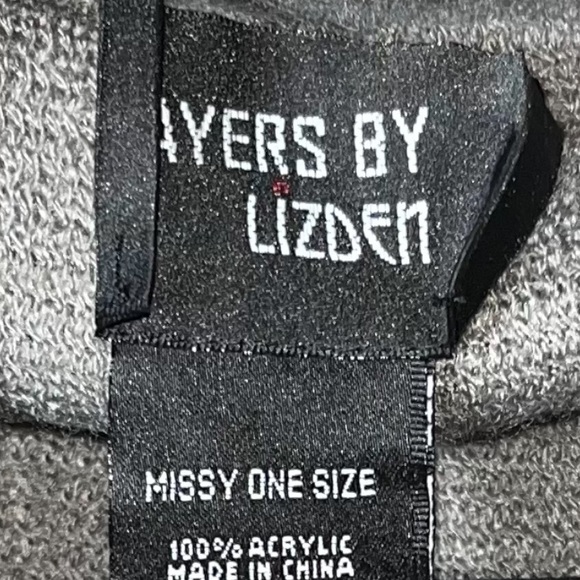 AYERS BY
LIZDEN
MISSY ONE SIZE
100% ACRYLIC
MADE IN CHINA